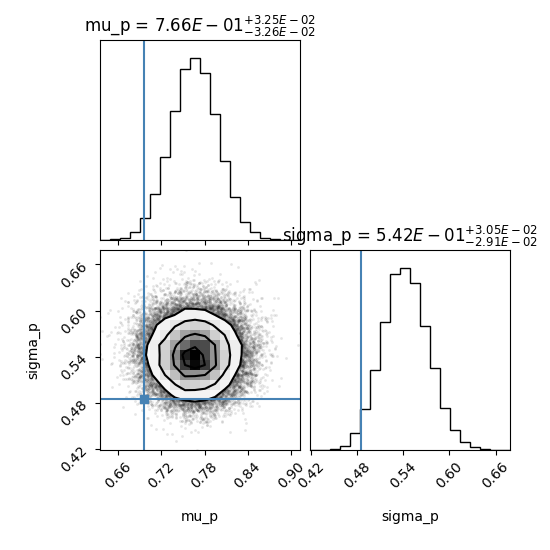 mu_p = 7.66E − 01+3.25E − 02 −3.26E − 02
sigma_p = 5.42E − 01+3.05E − 02 −2.91E − 02
0.66
0.60
0.54
0.48
0.42
sigma_p
0.66 0.72 0.78 0.84 0.90
0.42 0.48 0.54 0.60 0.66
mu_p
sigma_p